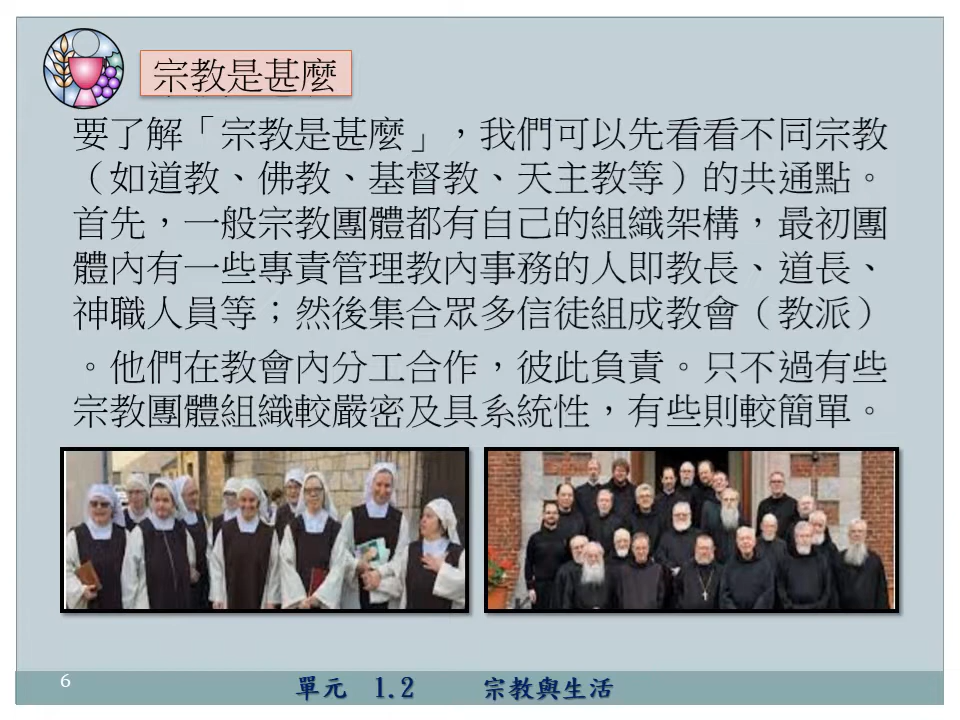 宗教是甚麼
要了解「宗教是甚麼」，我們可以先看看不同宗教
（如道教、佛教、基督教、天主教等）的共通點。
首先，一般宗教團體都有自己的組織架構，最初團
體內有一些專責管理教內事務的人即教長、道長、
神職人員等；然後集合眾多信徒組成教會（教派）
。他們在教會內分工合作，彼此負責。只不過有些
宗教團體組織較嚴密及具系統性，有些則較簡單。
6
單元 1.2 宗教與生活